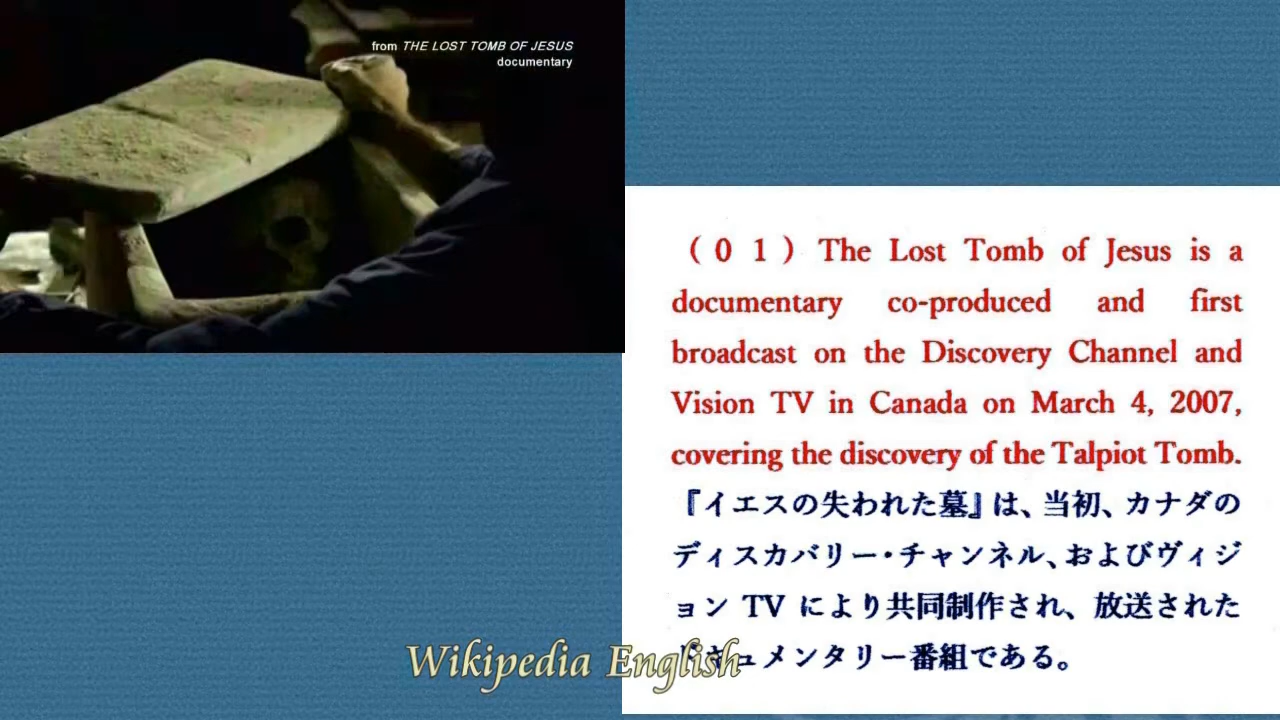 from THE LOST TOMB OF JESUS
documentary
(01) The Lost Tomb of Jesus is a
documentary co-produced and first
broadcast on the Discovery Channel and
Vision TV in Canada on March 4, 2007,
covering the discovery of the Talpiot Tomb.
『イエスの失われた墓』は、当初、カナダの
ディスカバリー・チャンネル、およびヴィジ
ョン TV により共同制作され、放送された
ドキュメンタリー番組である。
Wikipedia English